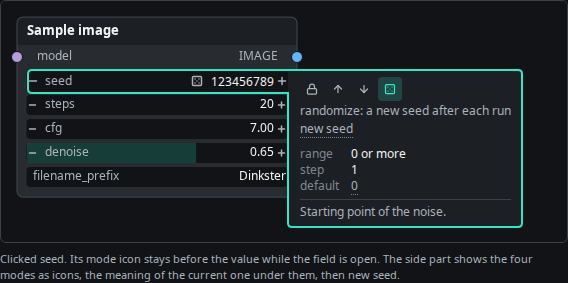 Sample image
model IMAGE
seed 123456789 +
steps 20 +
cfg 7.00 +
denoise 0.65 +
filename_prefix Dinkster
randomize: a new seed after each run
new seed
range 0 or more
step 1
default 0
Starting point of the noise.
Clicked seed. Its mode icon stays before the value while the field is open. The side part shows the four
modes as icons, the meaning of the current one under them, then new seed.